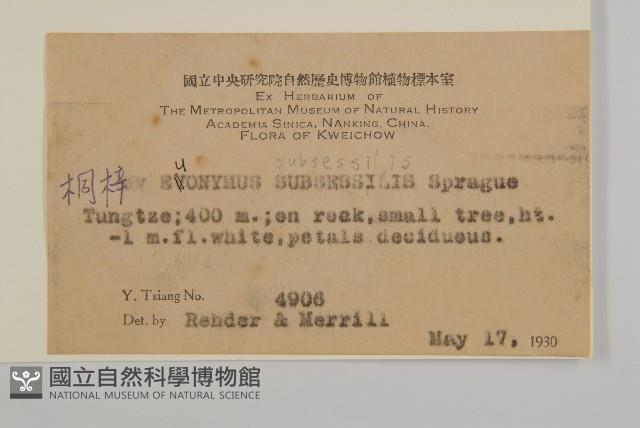 國立中央研究院自然歷史博物館植物標本室
Ex Herbarium of
The Metropolitan Museum of Natural History
Academia Sinica, Nanking, China.
Flora of Kweichow
subsessilis
桐梓 EVONYMUS SUBSESSILIS Sprague
Tungtze;400 m.;on rock,small tree,ht.
-1 m.fl.white,petals deciduous.
Y. Tsiang No. 4906
Det. by Rehder & Merrill
May 17, 1930
國立自然科學博物館
NATIONAL MUSEUM OF NATURAL SCIENCE